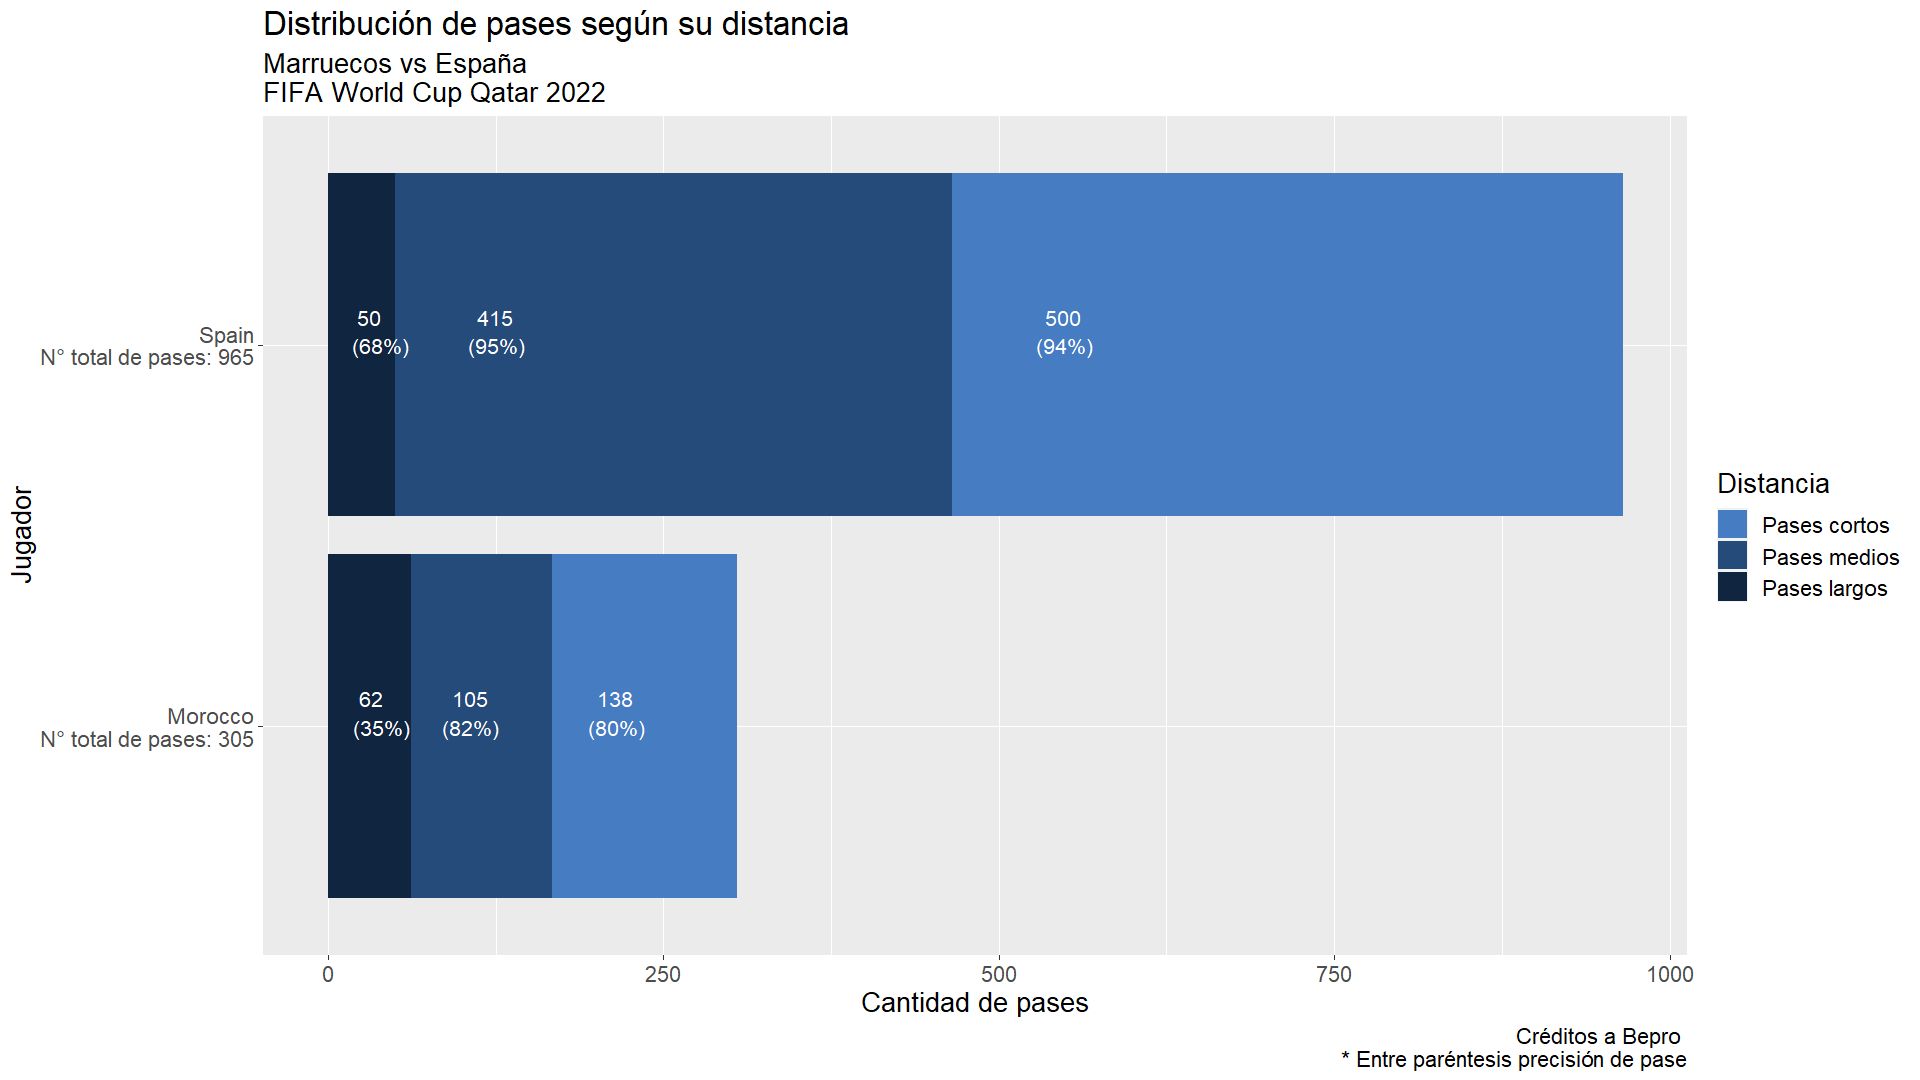 Distribución de pases según su distancia
Marruecos vs España
FIFA World Cup Qatar 2022
Jugador
Spain
N° total de pases: 965
50
(68%)
415
(95%)
500
(94%)
Morocco
N° total de pases: 305
62
(35%)
105
(82%)
138
(80%)
0
250
500
750
1000
Cantidad de pases
Distancia
Pases cortos
Pases medios
Pases largos
Créditos a Bepro
* Entre paréntesis precisión de pase